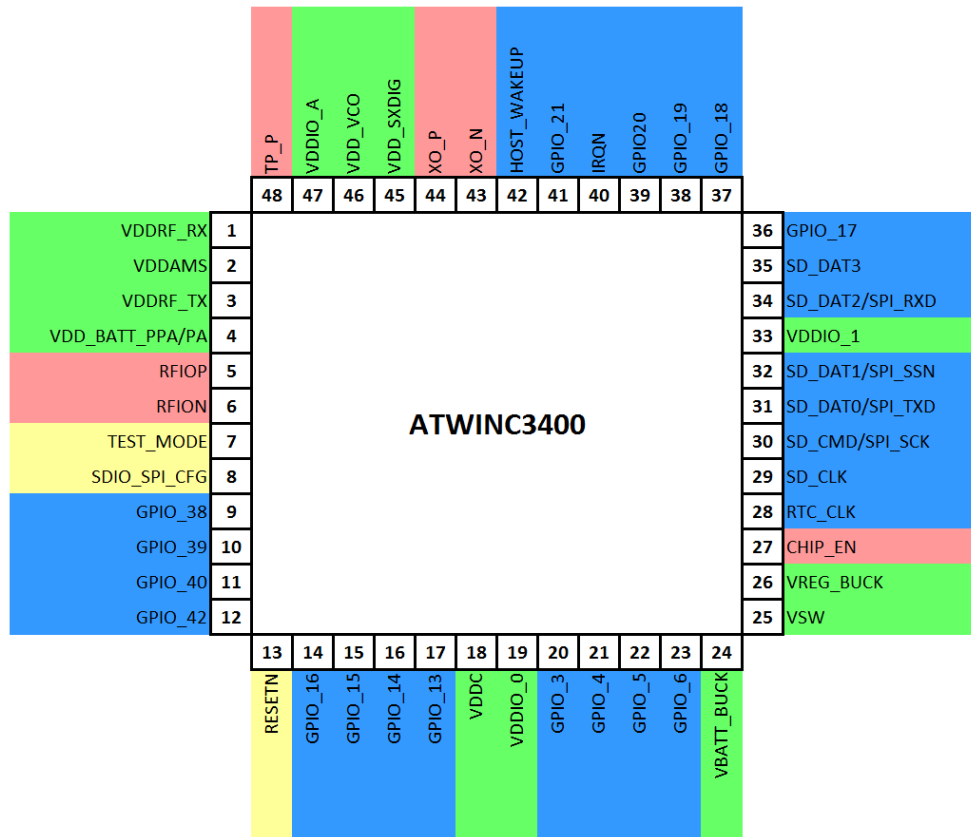 TP_P
VDDIO_A
VDD_VCO
VDD_SXDIG
XO_P
XO_N
HOST_WAKEUP
GPIO_21
IRQN
GPIO20
GPIO_19
GPIO_18
48 47 46 45 44 43 42 41 40 39 38 37
VDDRF_RX 1
VDDAMS 2
VDDRF_TX 3
VDD_BATT_PPA/PA 4
RFIOP 5
RFION 6
TEST_MODE 7
SDIO_SPI_CFG 8
GPIO_38 9
GPIO_39 10
GPIO_40 11
GPIO_42 12
ATWINC3400
36 GPIO_17
35 SD_DAT3
34 SD_DAT2/SPI_RXD
33 VDDIO_1
32 SD_DAT1/SPI_SSN
31 SD_DAT0/SPI_TXD
30 SD_CMD/SPI_SCK
29 SD_CLK
28 RTC_CLK
27 CHIP_EN
26 VREG_BUCK
25 VSW
13 14 15 16 17 18 19 20 21 22 23 24
RESETN
GPIO_16
GPIO_15
GPIO_14
GPIO_13
VDDC
VDDIO_0
GPIO_3
GPIO_4
GPIO_5
GPIO_6
VBATT_BUCK